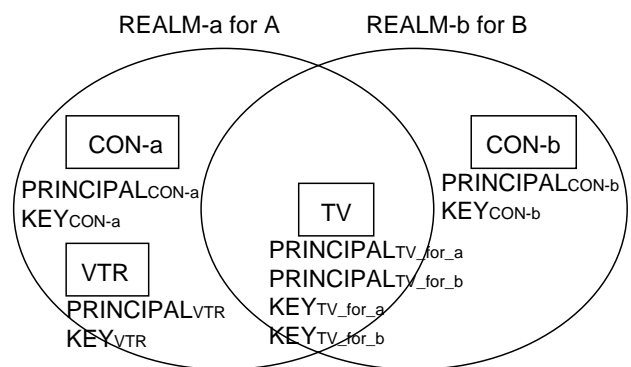 REALM-a for A
REALM-b for B
CON-a
PRINCIPALCON-a
KEYCON-a
VTR
PRINCIPALVTR
KEYVTR
TV
PRINCIPALTV_for_a
PRINCIPALTV_for_b
KEYTV_for_a
KEYTV_for_b
CON-b
PRINCIPALCON-b
KEYCON-b